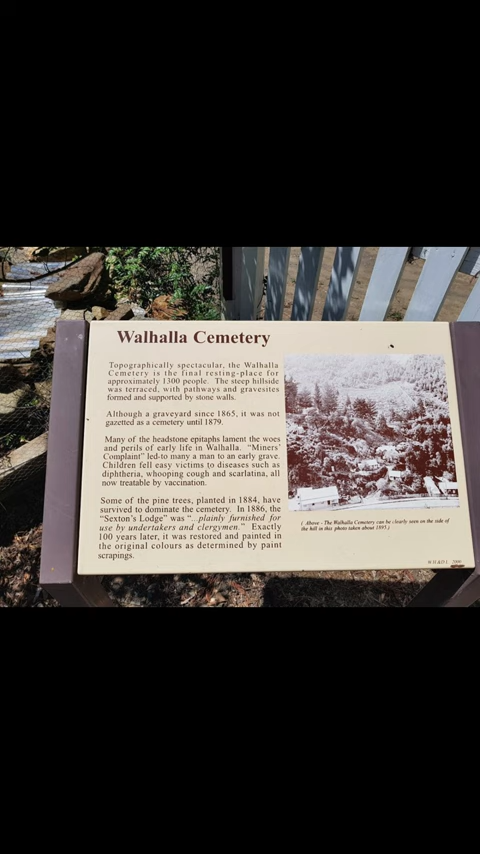 Walhalla Cemetery
Topographically spectacular, the Walhalla
Cemetery is the final resting-place for
approximately 1300 people. The steep hillside
was terraced, with pathways and gravesites
formed and supported by stone walls.
Although a graveyard since 1865, it was not
gazetted as a cemetery until 1879.
Many of the headstone epitaphs lament the woes
and perils of early life in Walhalla. "Miners'
Complaint" led to many a man to an early grave.
Children fell easy victims to diseases such as
diphtheria, whooping cough and scarlatina, all
now treatable by vaccination.
Some of the pine trees, planted in 1884, have
survived to dominate the cemetery. In 1886, the
"Sexton's Lodge" was "...plainly furnished for
use by undertakers and clergymen." Exactly
100 years later, it was restored and painted in
the original colours as determined by paint
scrapings.
( Above - The Walhalla Cemetery can be clearly seen on the side of
the hill in this photo taken about 1895.)